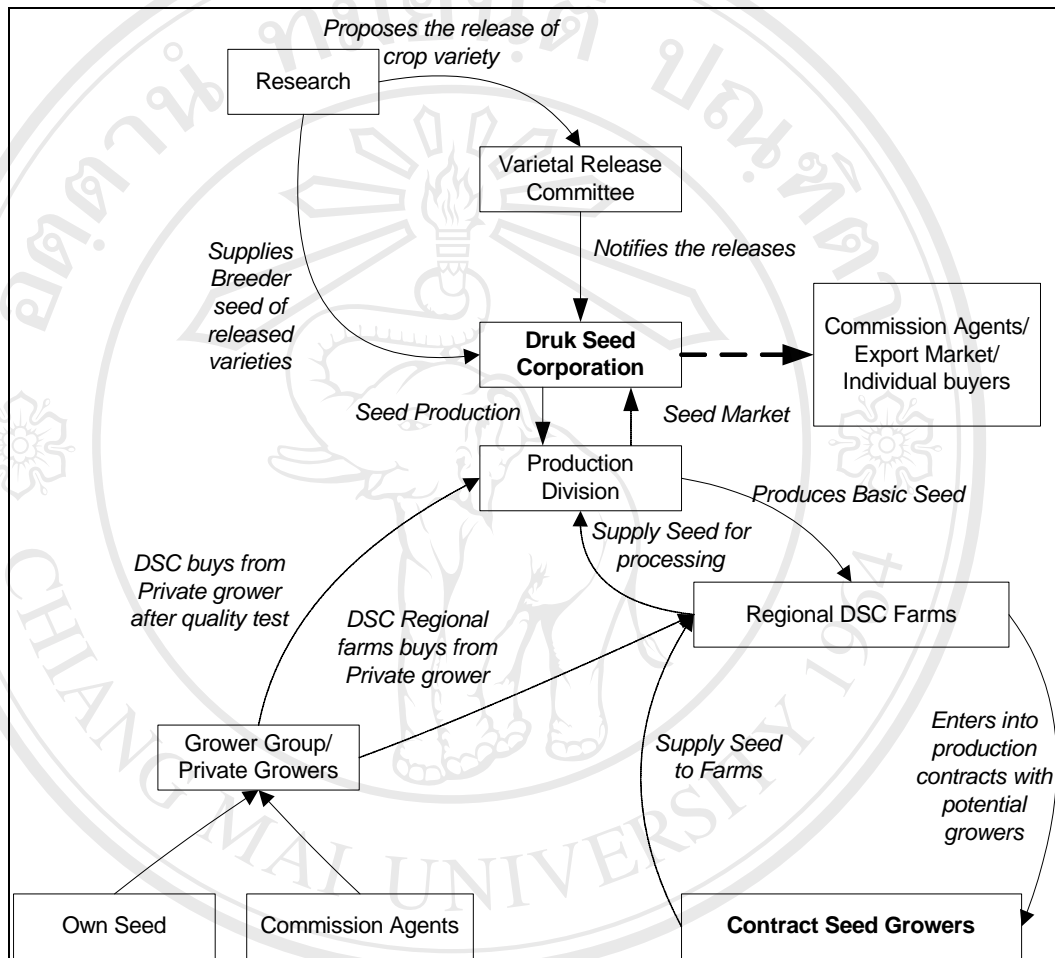 Proposes the release of
crop variety
Research
Varietal Release
Committee
Supplies
Breeder
seed of
released
varieties
Notifies the releases
Druk Seed
Corporation
Commission Agents/
Export Market/
Individual buyers
Seed Production
Seed Market
Production
Division
Produces Basic Seed
Supply Seed for
processing
DSC buys from
Private grower
after quality test
DSC Regional
farms buys from
Private grower
Regional DSC Farms
Grower Group/
Private Growers
Supply Seed
to Farms
Enters into
production
contracts with
potential
growers
Own Seed
Commission Agents
Contract Seed Growers
CHIANG MAI UNIVERSITY 1964